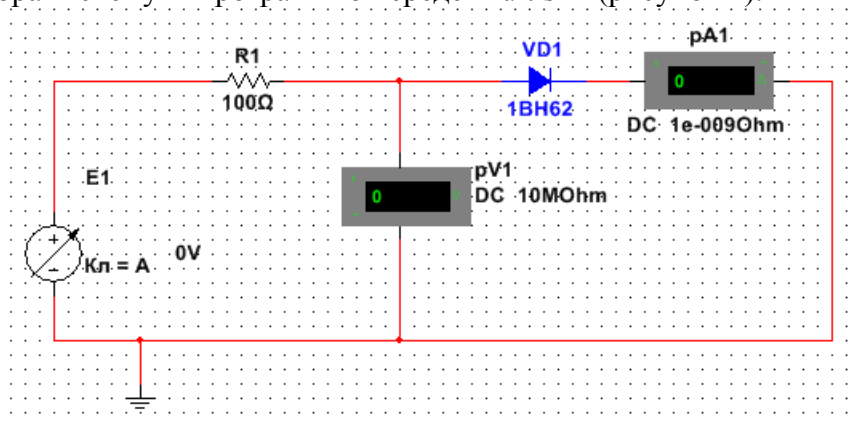 pA1
R1
VD1
0
100Ω
1BH62
DC 1e-009Ohm
pV1
E1
0
DC 10MOhm
0V
Кл = A